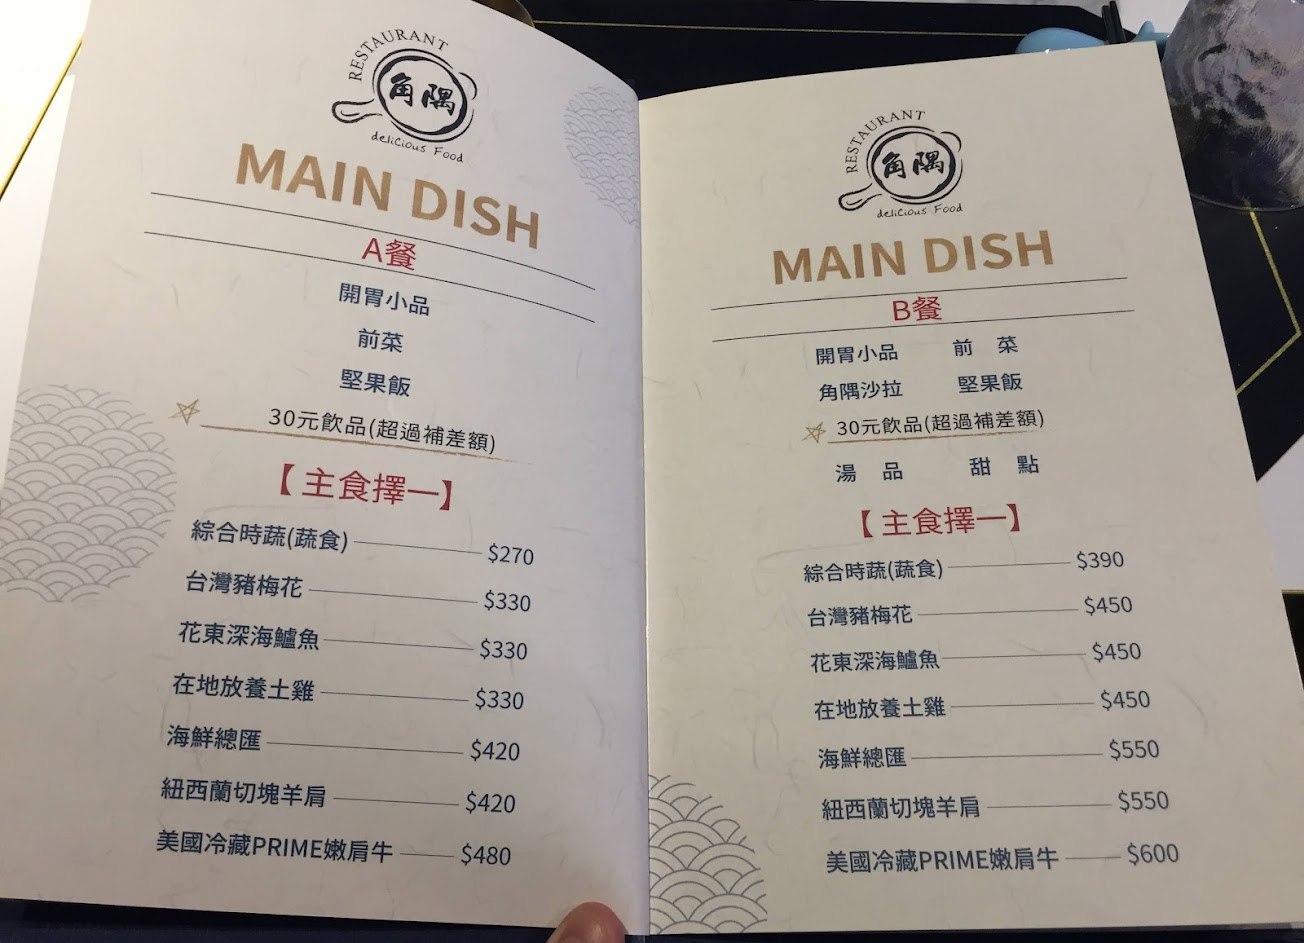 RESTAURANT
角隅
deliCious Food
MAIN DISH
A餐
開胃小品
前菜
堅果飯
30元飲品(超過補差額)
【主食擇一】
綜合時蔬(蔬食) $270
台灣豬梅花 $330
花東深海鱸魚 $330
在地放養土雞 $330
海鮮總匯 $420
紐西蘭切塊羊肩 $420
美國冷藏PRIME嫩肩牛 $480
RESTAURANT
角隅
deliCious Food
MAIN DISH
B餐
開胃小品 前 菜
角隅沙拉 堅果飯
30元飲品(超過補差額)
湯 品 甜 點
【主食擇一】
綜合時蔬(蔬食) $390
台灣豬梅花 $450
花東深海鱸魚 $450
在地放養土雞 $450
海鮮總匯 $550
紐西蘭切塊羊肩 $550
美國冷藏PRIME嫩肩牛 $600